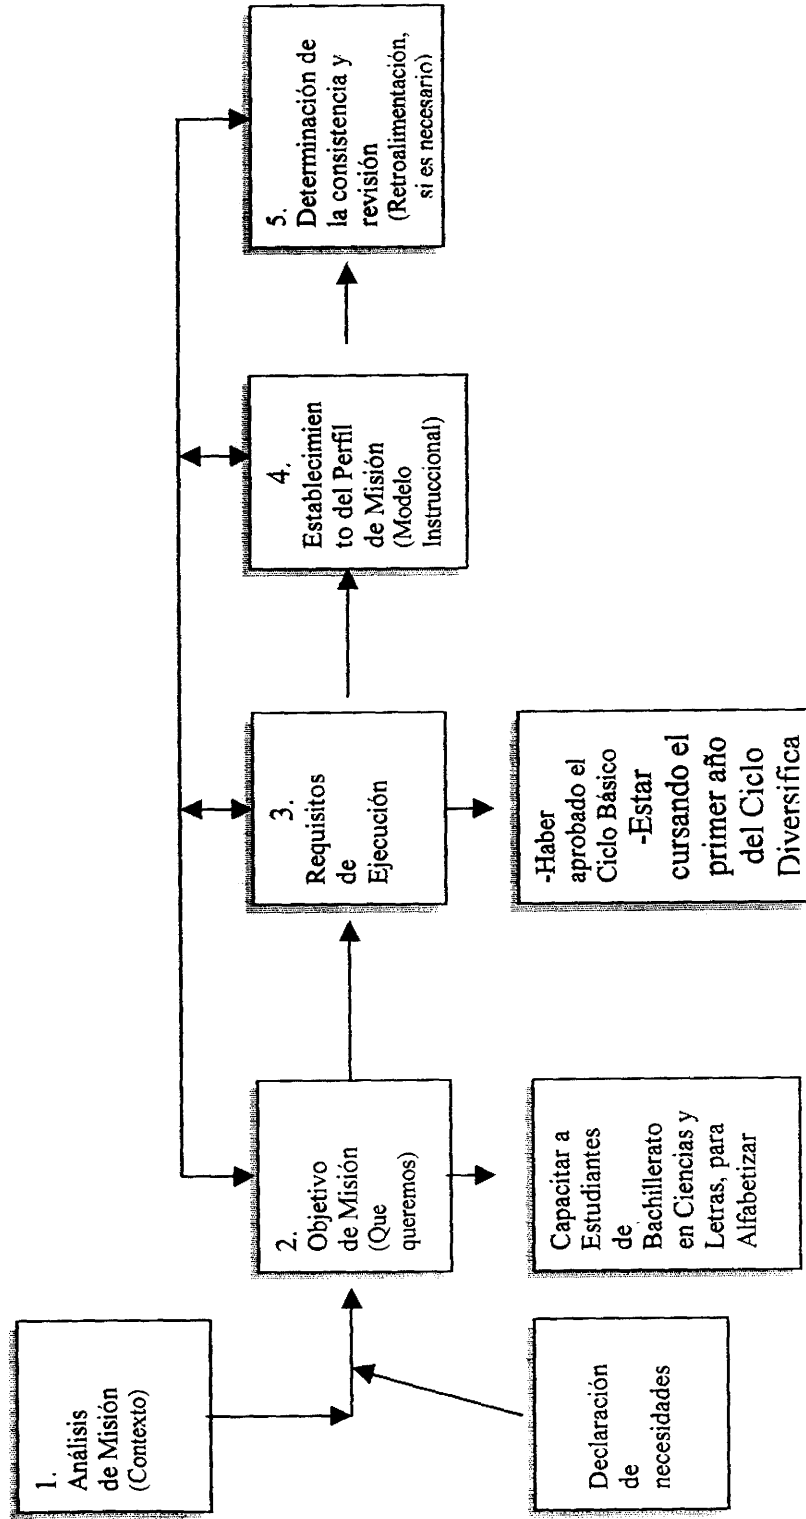 1.
Análisis
de Misión
(Contexto)
Declaración
de
necesidades
2.
Objetivo
de Misión
(Que
queremos)
Capacitar a
Estudiantes
de
Bachillerato
en Ciencias y
Letras, para
Alfabetizar
3.
Requisitos
de
Ejecución
-Haber
aprobado el
Ciclo Básico
-Estar
cursando el
primer año
del Ciclo
Diversifica
4.
Establecimien
to del Perfil
de Misión
(Modelo
Instruccional)
5.
Determinación de
la consistencia y
revisión
(Retroalimentación,
si es necesario)